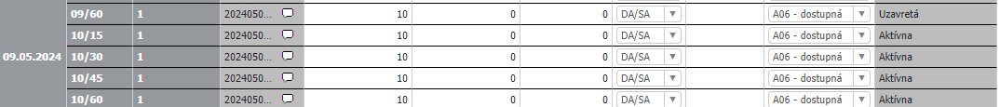 09/60 1 2024050... 10 0 0 DA/SA A06 - dostupná Uzavretá
10/15 1 2024050... 10 0 0 DA/SA A06 - dostupná Aktívna
09.05.2024 10/30 1 2024050... 10 0 0 DA/SA A06 - dostupná Aktívna
10/45 1 2024050... 10 0 0 DA/SA A06 - dostupná Aktívna
10/60 1 2024050... 10 0 0 DA/SA A06 - dostupná Aktívna